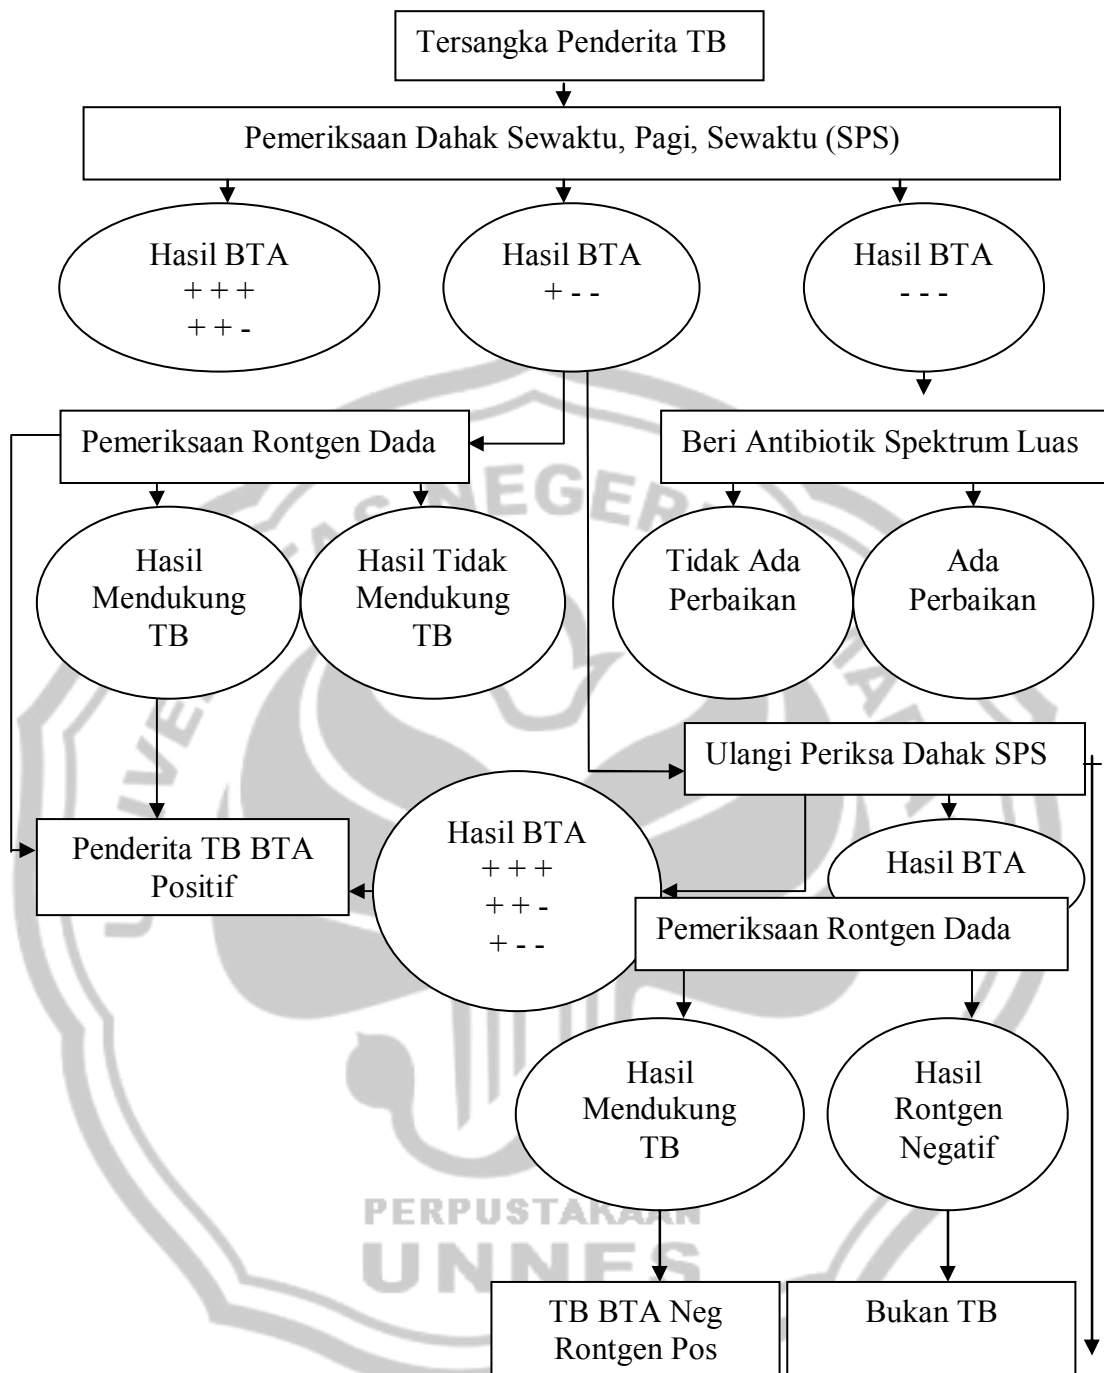 Tersangka Penderita TB
Pemeriksaan Dahak Sewaktu, Pagi, Sewaktu (SPS)
Hasil BTA
+ + +
+ + -
Hasil BTA
+ - -
Hasil BTA
- - -
Pemeriksaan Rontgen Dada
Beri Antibiotik Spektrum Luas
Hasil
Mendukung
TB
Hasil Tidak
Mendukung
TB
Tidak Ada
Perbaikan
Ada
Perbaikan
Ulangi Periksa Dahak SPS
Penderita TB BTA
Positif
Hasil BTA
+ + +
+ + -
+ - -
Hasil BTA
Pemeriksaan Rontgen Dada
Hasil
Mendukung
TB
Hasil
Rontgen
Negatif
TB BTA Neg
Rontgen Pos
Bukan TB
PERPUSTAKAAN
UNNES